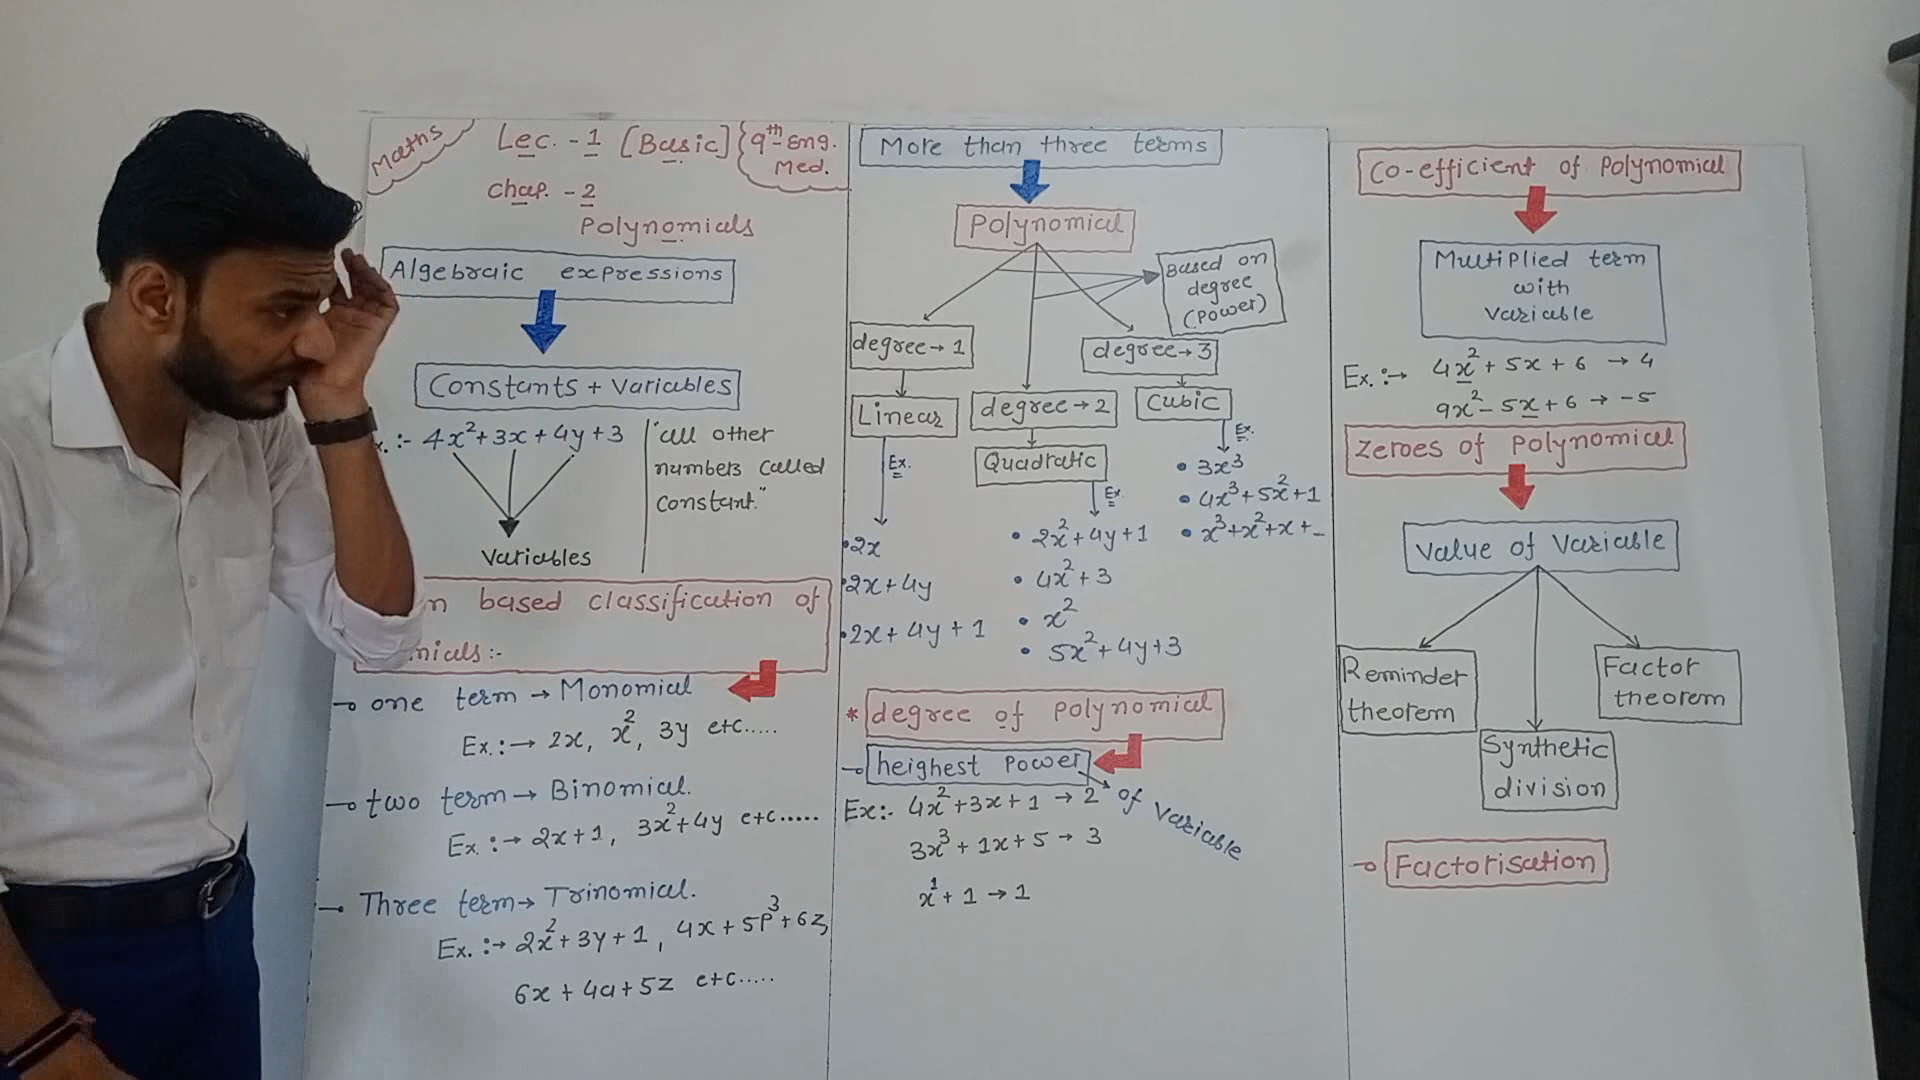 Maths
Lec. - 1 [Basic]
9th Eng.
Med.
Chap. - 2
Polynomials
Algebraic expressions
Constants + Variables
:- 4x²+3x+4y+3
"all other
numbers called
Constant."
Variables
based classification of
nials:-
one term → Monomial
Ex.:→ 2x, x², 3y etc.....
two term → Binomial.
Ex.:→ 2x+1, 3x²+4y etc.....
Three term → Trinomial.
Ex.:→ 2x²+3y+1, 4x+5p³+6z,
6x+4a+5z etc.....
More than three terms
Polynomial
Based on
degree
(Power)
degree→1
Linear
Ex.
• 2x
• 2x+4y
• 2x+4y+1
degree→2
Quadratic
Ex.
• 2x²+4y+1
• 4x²+3
• x²
• 5x²+4y+3
degree→3
Cubic
Ex.
• 3x³
• 4x³+5x²+1
• x³+x²+x+-
* degree of Polynomial
heighest Power
of Variable
Ex:- 4x²+3x+1 → 2
3x³+1x+5 → 3
x¹+1 → 1
Co-efficient of Polynomial
Multiplied term
with
Variable
Ex.:→ 4x²+5x+6 → 4
9x²-5x+6 → -5
Zeroes of Polynomial
Value of Variable
Reminder
theorem
Synthetic
division
Factor
theorem
Factorisation